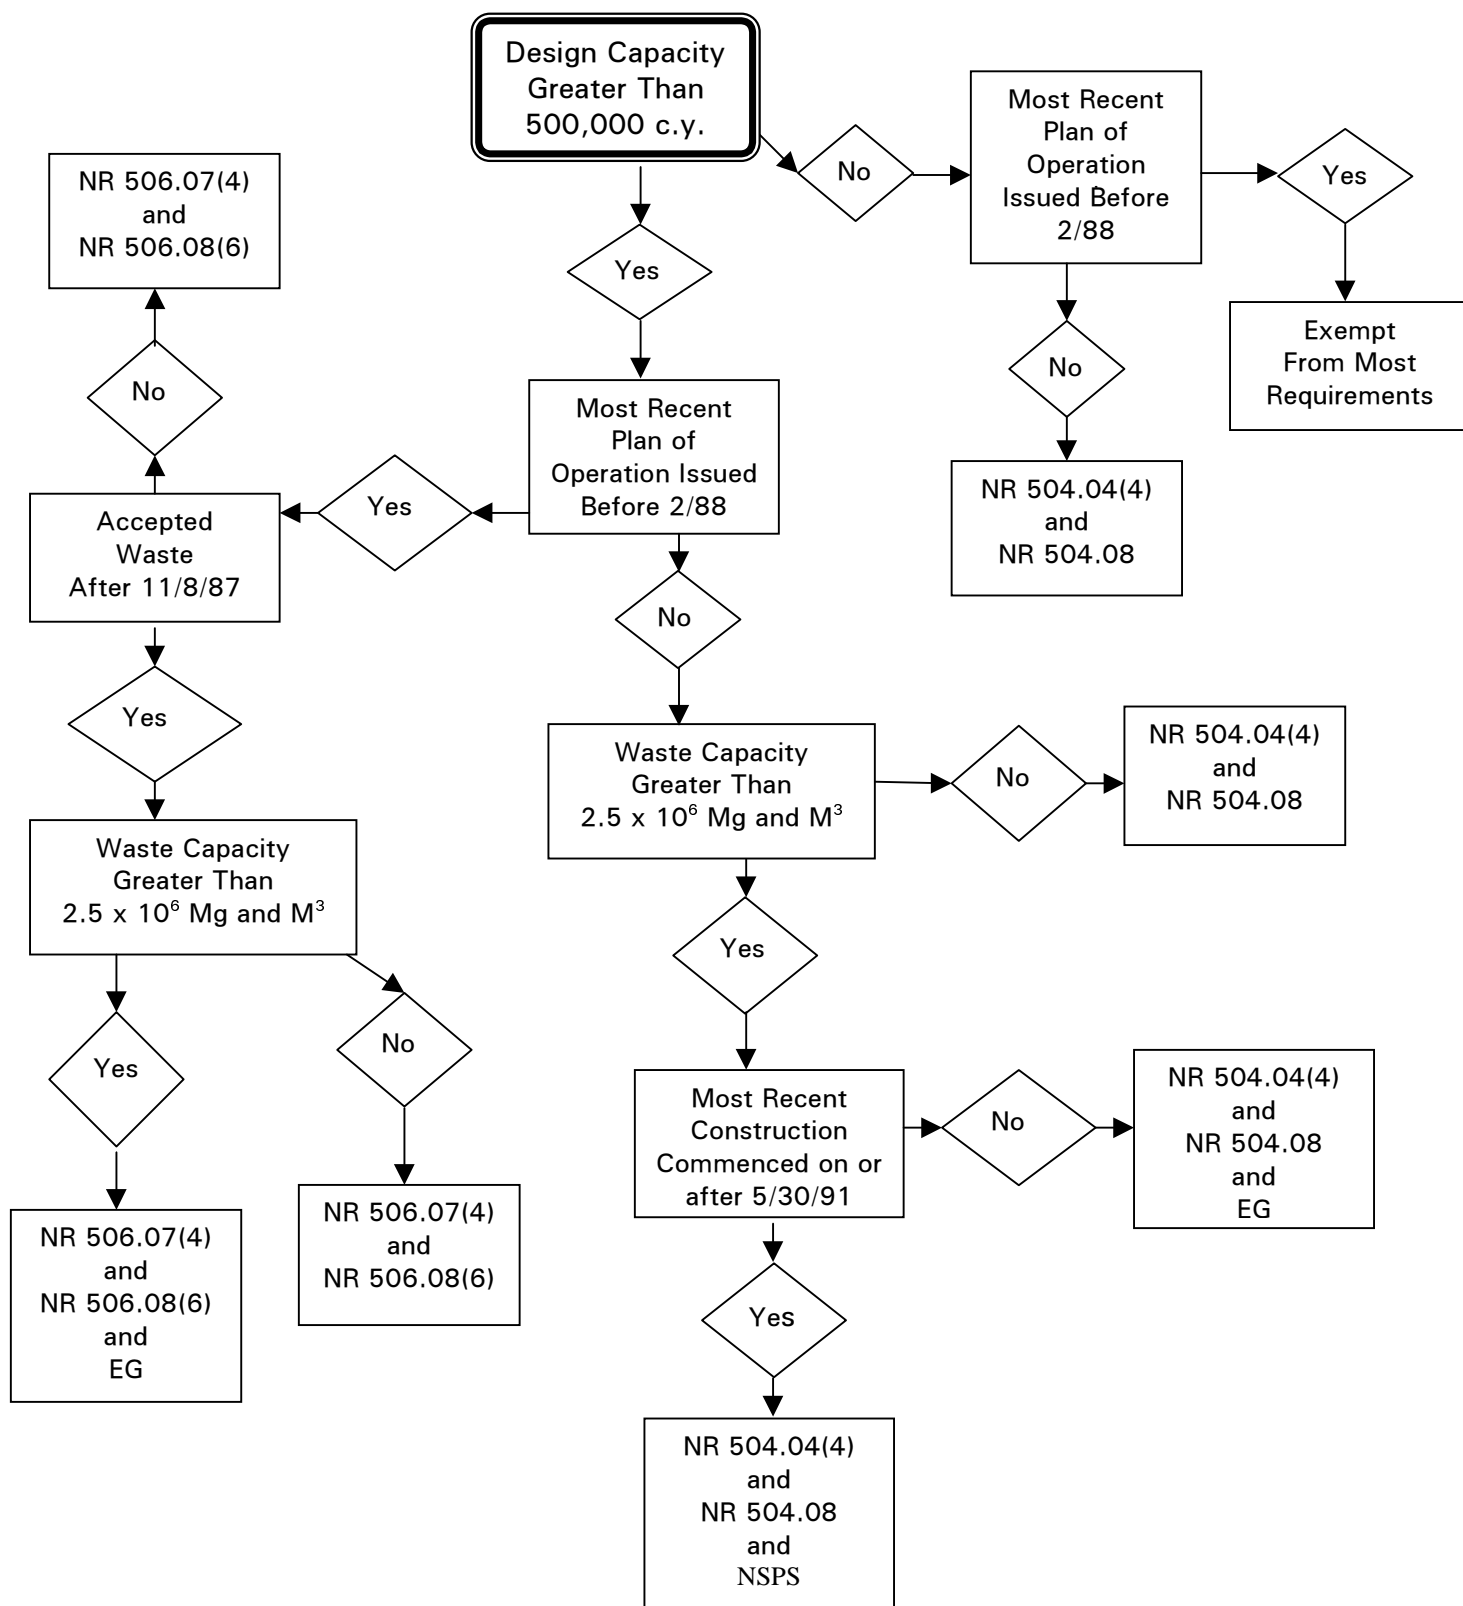 Design Capacity
Greater Than
500,000 c.y.
No
Most Recent
Plan of
Operation
Issued Before
2/88
Yes
Exempt
From Most
Requirements
No
NR 504.04(4)
and
NR 504.08
Yes
Most Recent
Plan of
Operation Issued
Before 2/88
Yes
Accepted
Waste
After 11/8/87
No
NR 506.07(4)
and
NR 506.08(6)
Yes
Waste Capacity
Greater Than
2.5 x 10⁶ Mg and M³
Yes
NR 506.07(4)
and
NR 506.08(6)
and
EG
No
NR 506.07(4)
and
NR 506.08(6)
No
Waste Capacity
Greater Than
2.5 x 10⁶ Mg and M³
No
NR 504.04(4)
and
NR 504.08
Yes
Most Recent
Construction
Commenced on or
after 5/30/91
No
NR 504.04(4)
and
NR 504.08
and
EG
Yes
NR 504.04(4)
and
NR 504.08
and
NSPS